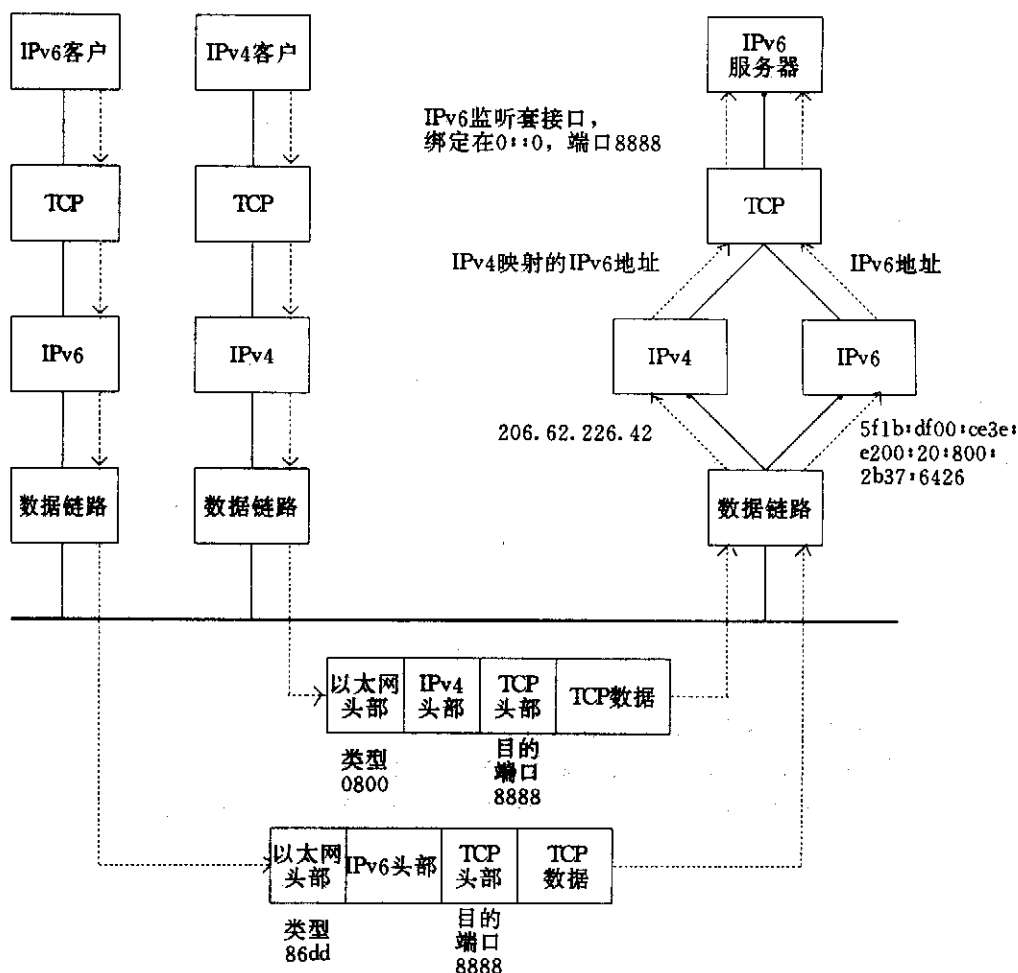 IPv6客户
IPv4客户
IPv6
服务器
IPv6监听套接口，
绑定在0::0，端口8888
TCP
TCP
TCP
IPv4映射的IPv6地址
IPv6地址
IPv6
IPv4
IPv4
IPv6
206.62.226.42
5f1b:df00:ce3e:
e200:20:800:
2b37:6426
数据链路
数据链路
数据链路
以太网
头部
IPv4
头部
TCP
头部
TCP数据
类型
0800
目的
端口
8888
以太网
头部
IPv6头部
TCP
头部
TCP
数据
类型
86dd
目的
端口
8888